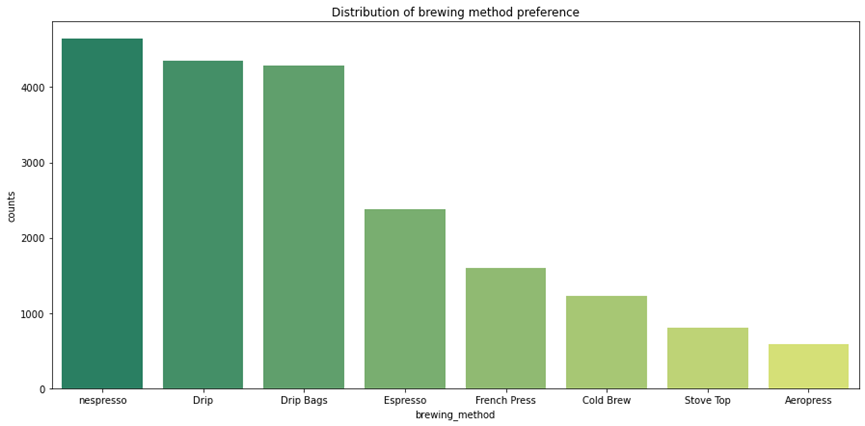 Distribution of brewing method preference
counts
4000
3000
2000
1000
0
nespresso Drip Drip Bags Espresso French Press Cold Brew Stove Top Aeropress
brewing_method